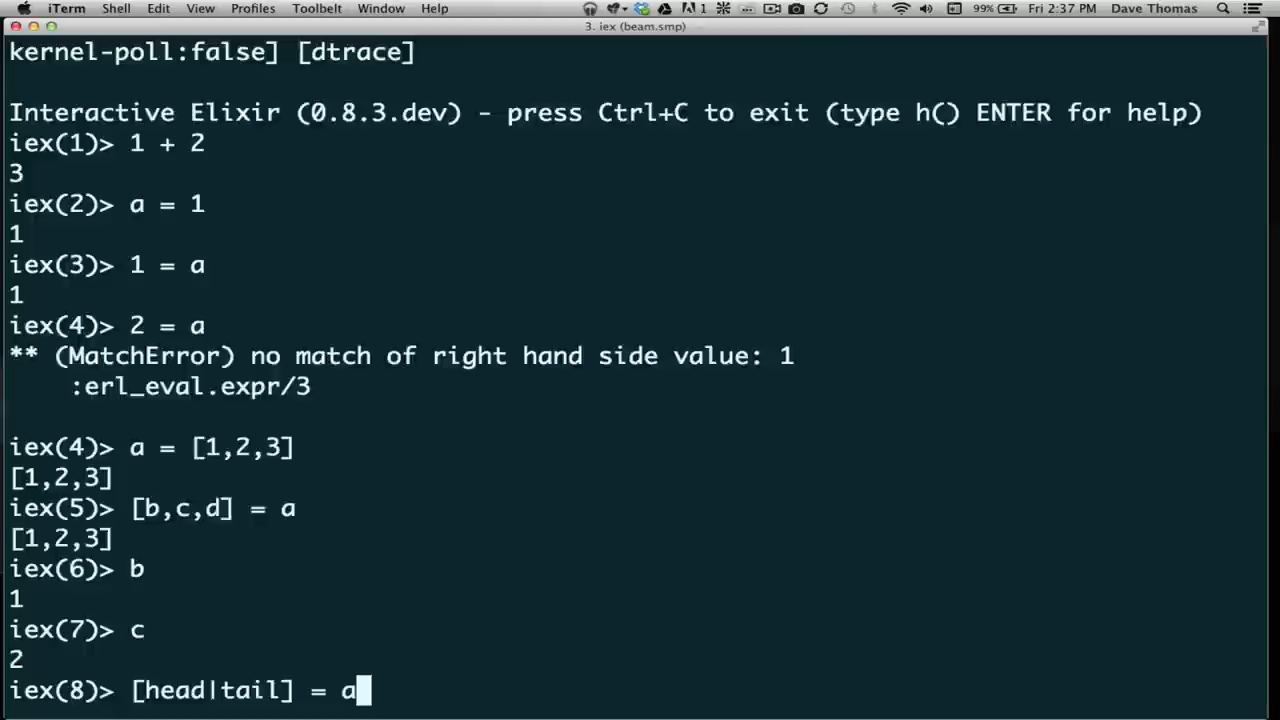 iTerm Shell Edit View Profiles Toolbelt Window Help 1 99% Fri 2:37 PM Dave Thomas
3. iex (beam.smp)
kernel-poll:false] [dtrace]
Interactive Elixir (0.8.3.dev) - press Ctrl+C to exit (type h() ENTER for help)
iex(1)> 1 + 2
3
iex(2)> a = 1
1
iex(3)> 1 = a
1
iex(4)> 2 = a
** (MatchError) no match of right hand side value: 1
    :erl_eval.expr/3
iex(4)> a = [1,2,3]
[1,2,3]
iex(5)> [b,c,d] = a
[1,2,3]
iex(6)> b
1
iex(7)> c
2
iex(8)> [head|tail] = a